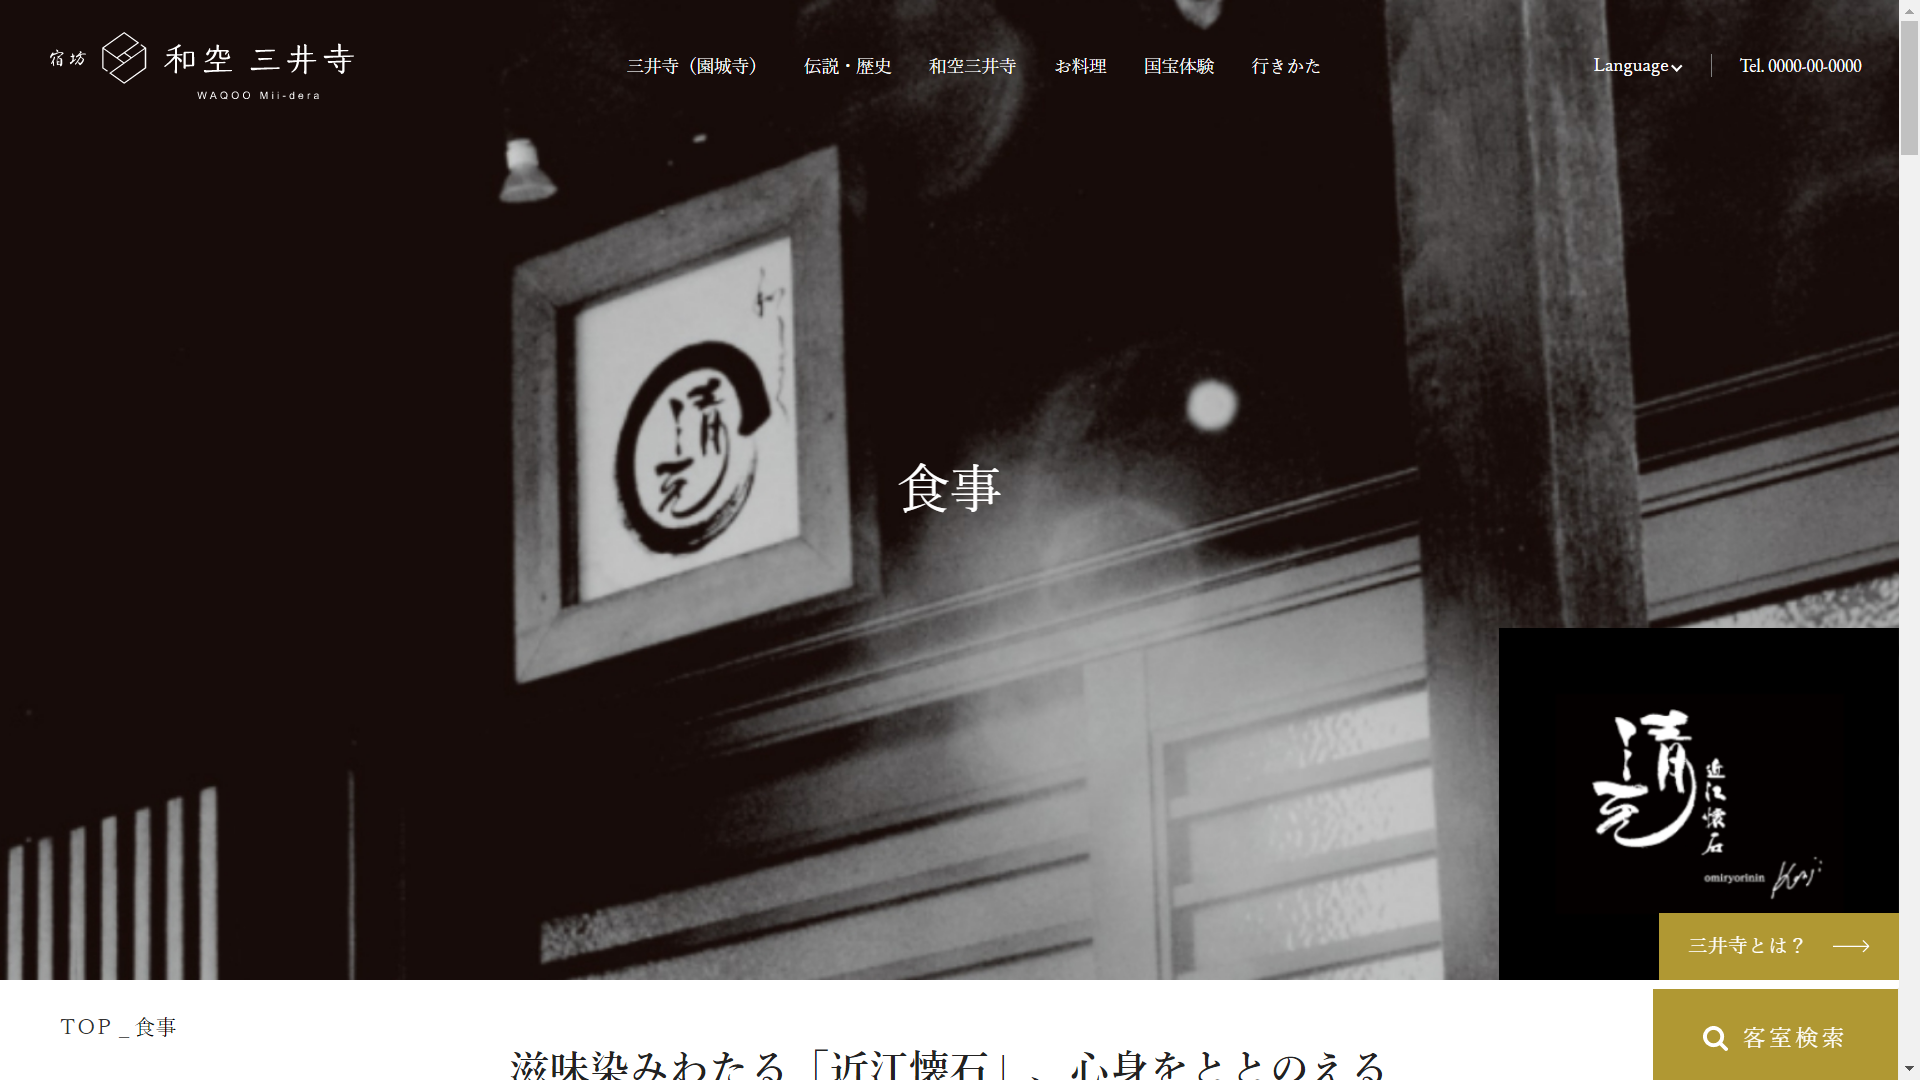 宿坊 和空 三井寺
WAQOO Mii-dera
三井寺（園城寺） 伝説・歴史 和空三井寺 お料理 国宝体験 行きかた
Language
Tel. 0000-00-0000
清元
食事
清元
近江懐石
omiryorinin
Koji
三井寺とは？
TOP _ 食事
客室検索
滋味染みわたる「近江懐石」、心身をととのえる